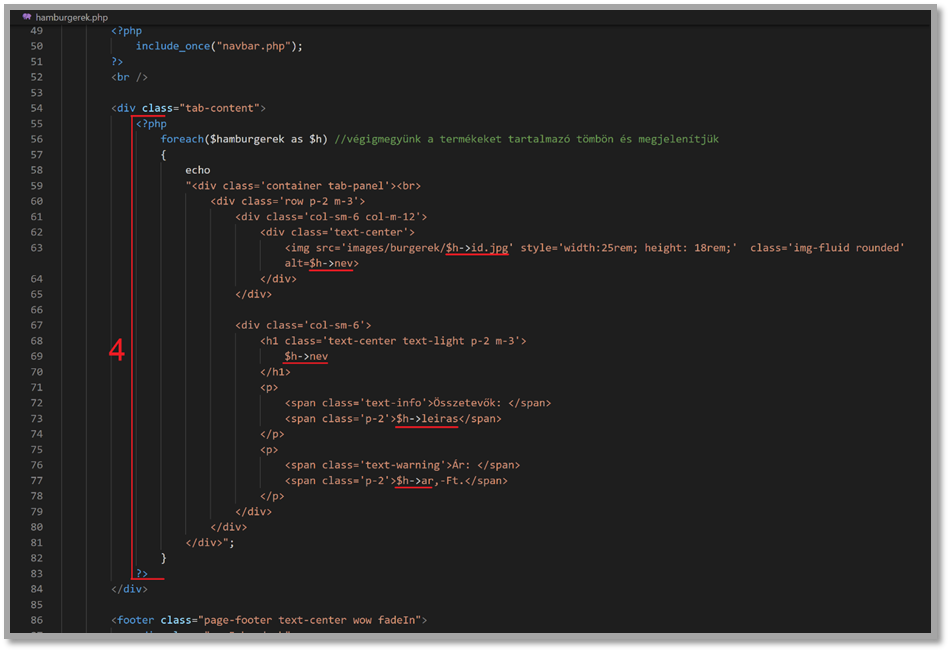 hamburgerek.php
49 <?php
50 include_once("navbar.php");
51 ?>
52 <br />
53
54 <div class="tab-content">
55 <?php
56 foreach($hamburgerek as $h) //végigmegyünk a termékeket tartalmazó tömbön és megjelenítjük
57 {
58 echo
59 "<div class='container tab-panel'><br>
60 <div class='row p-2 m-3'>
61 <div class='col-sm-6 col-m-12'>
62 <div class='text-center'>
63 <img src='images/burgerek/$h->id.jpg' style='width:25rem; height: 18rem;'  class='img-fluid rounded'
alt=$h->nev>
64 </div>
65 </div>
66
67 <div class='col-sm-6'>
68 <h1 class='text-center text-light p-2 m-3'>
4
69 $h->nev
70 </h1>
71 <p>
72 <span class='text-info'>Összetevők: </span>
73 <span class='p-2'>$h->leiras</span>
74 </p>
75 <p>
76 <span class='text-warning'>Ár: </span>
77 <span class='p-2'>$h->ar,-Ft.</span>
78 </p>
79 </div>
80 </div>
81 </div>";
82 }
83 ?>
84 </div>
85
86 <footer class="page-footer text-center wow fadeIn">